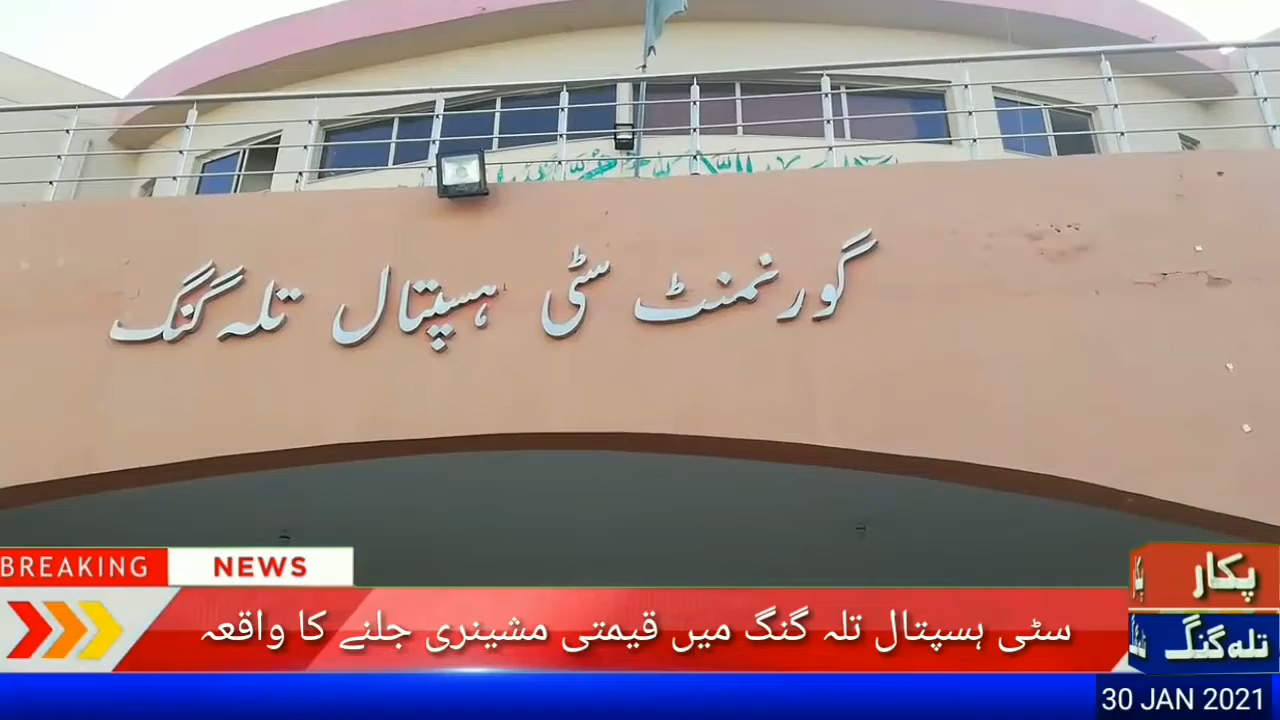 گورنمنٹ سٹی ہسپتال تلہ گنگ
BREAKING NEWS
سٹی ہسپتال تلہ گنگ میں قیمتی مشینری جلنے کا واقعہ
پکار
تلہ گنگ
30 JAN 2021